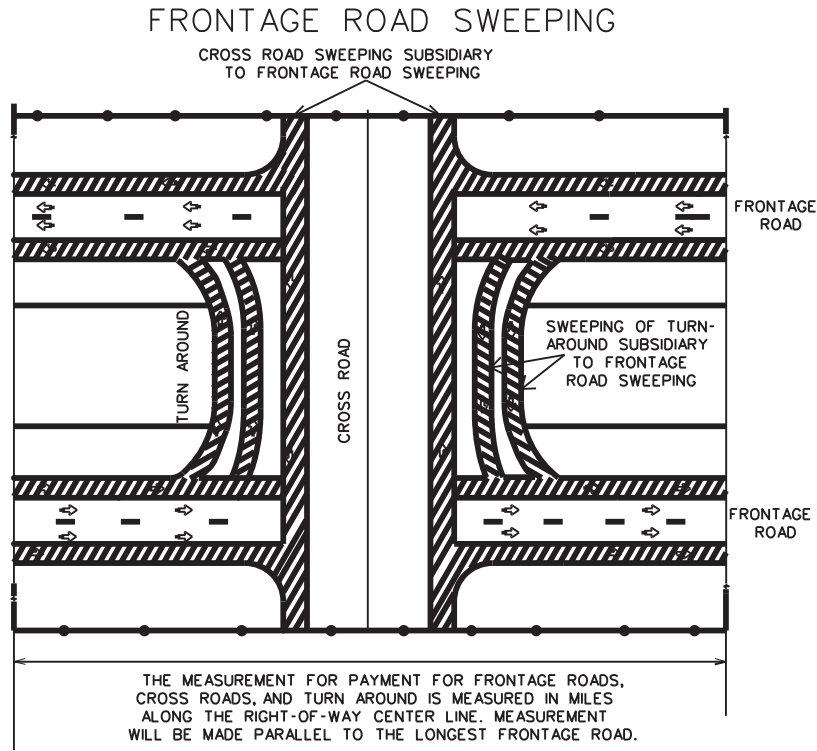 FRONTAGE ROAD SWEEPING
CROSS ROAD SWEEPING SUBSIDIARY
TO FRONTAGE ROAD SWEEPING
FRONTAGE
ROAD
TURN AROUND
CROSS ROAD
SWEEPING OF TURN-
AROUND SUBSIDIARY
TO FRONTAGE
ROAD SWEEPING
FRONTAGE
ROAD
THE MEASUREMENT FOR PAYMENT FOR FRONTAGE ROADS,
CROSS ROADS, AND TURN AROUND IS MEASURED IN MILES
ALONG THE RIGHT-OF-WAY CENTER LINE. MEASUREMENT
WILL BE MADE PARALLEL TO THE LONGEST FRONTAGE ROAD.